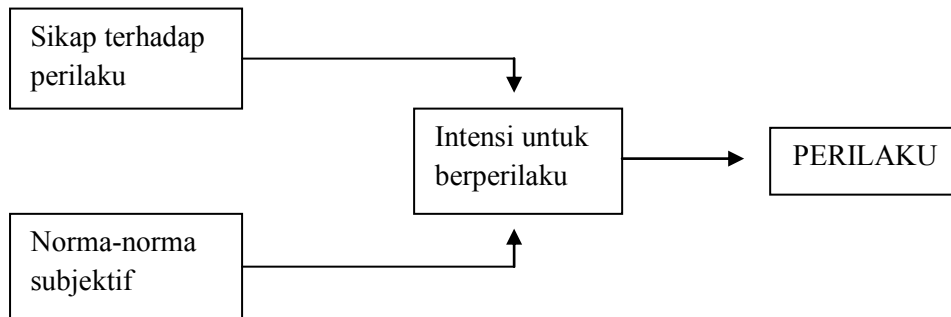 Sikap terhadap
perilaku
Intensi untuk
berperilaku
PERILAKU
Norma-norma
subjektif